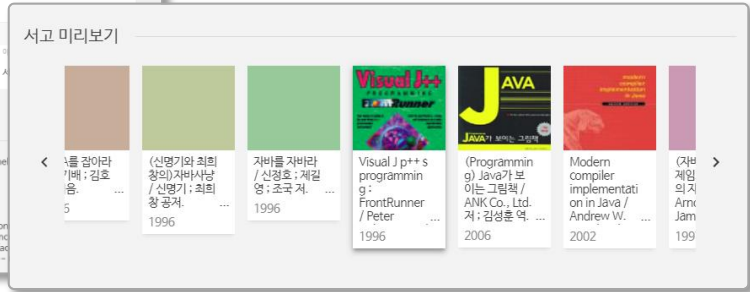 서고 미리보기
를 잡아라
기배 ; 김호
음. ...
(신명기와 최희
창의)자바사냥
/ 신명기 ; 최희
창 공저.
1996
자바를 자바라
/ 신정호 ; 제길
영 ; 조국 저. ...
1996
Visual J++
PROGRAMMING
FrontRunner
Visual J p++ s
programmin
g :
FrontRunner
/ Peter ...
1996
JAVA
JAVA가 보이는 그림책
(Programmin
g) Java가 보
이는 그림책 /
ANK Co., Ltd.
저 ; 김성훈 역. ...
2006
modern
compiler
implementation
in Java
Modern
compiler
implementati
on in Java /
Andrew W. ...
2002
(자바
제임
의 자
Arno
Jam
199